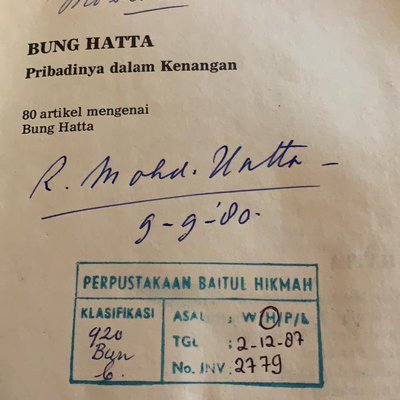 BUNG HATTA
Pribadinya dalam Kenangan
80 artikel mengenai
Bung Hatta
R. Mohd. Hatta
9-9-'80.
PERPUSTAKAAN BAITUL HIKMAH
KLASIFIKASI
920
Bun
6.
ASAL : W/H/P/L
TGL : 2-12-87
No. INV : 2779